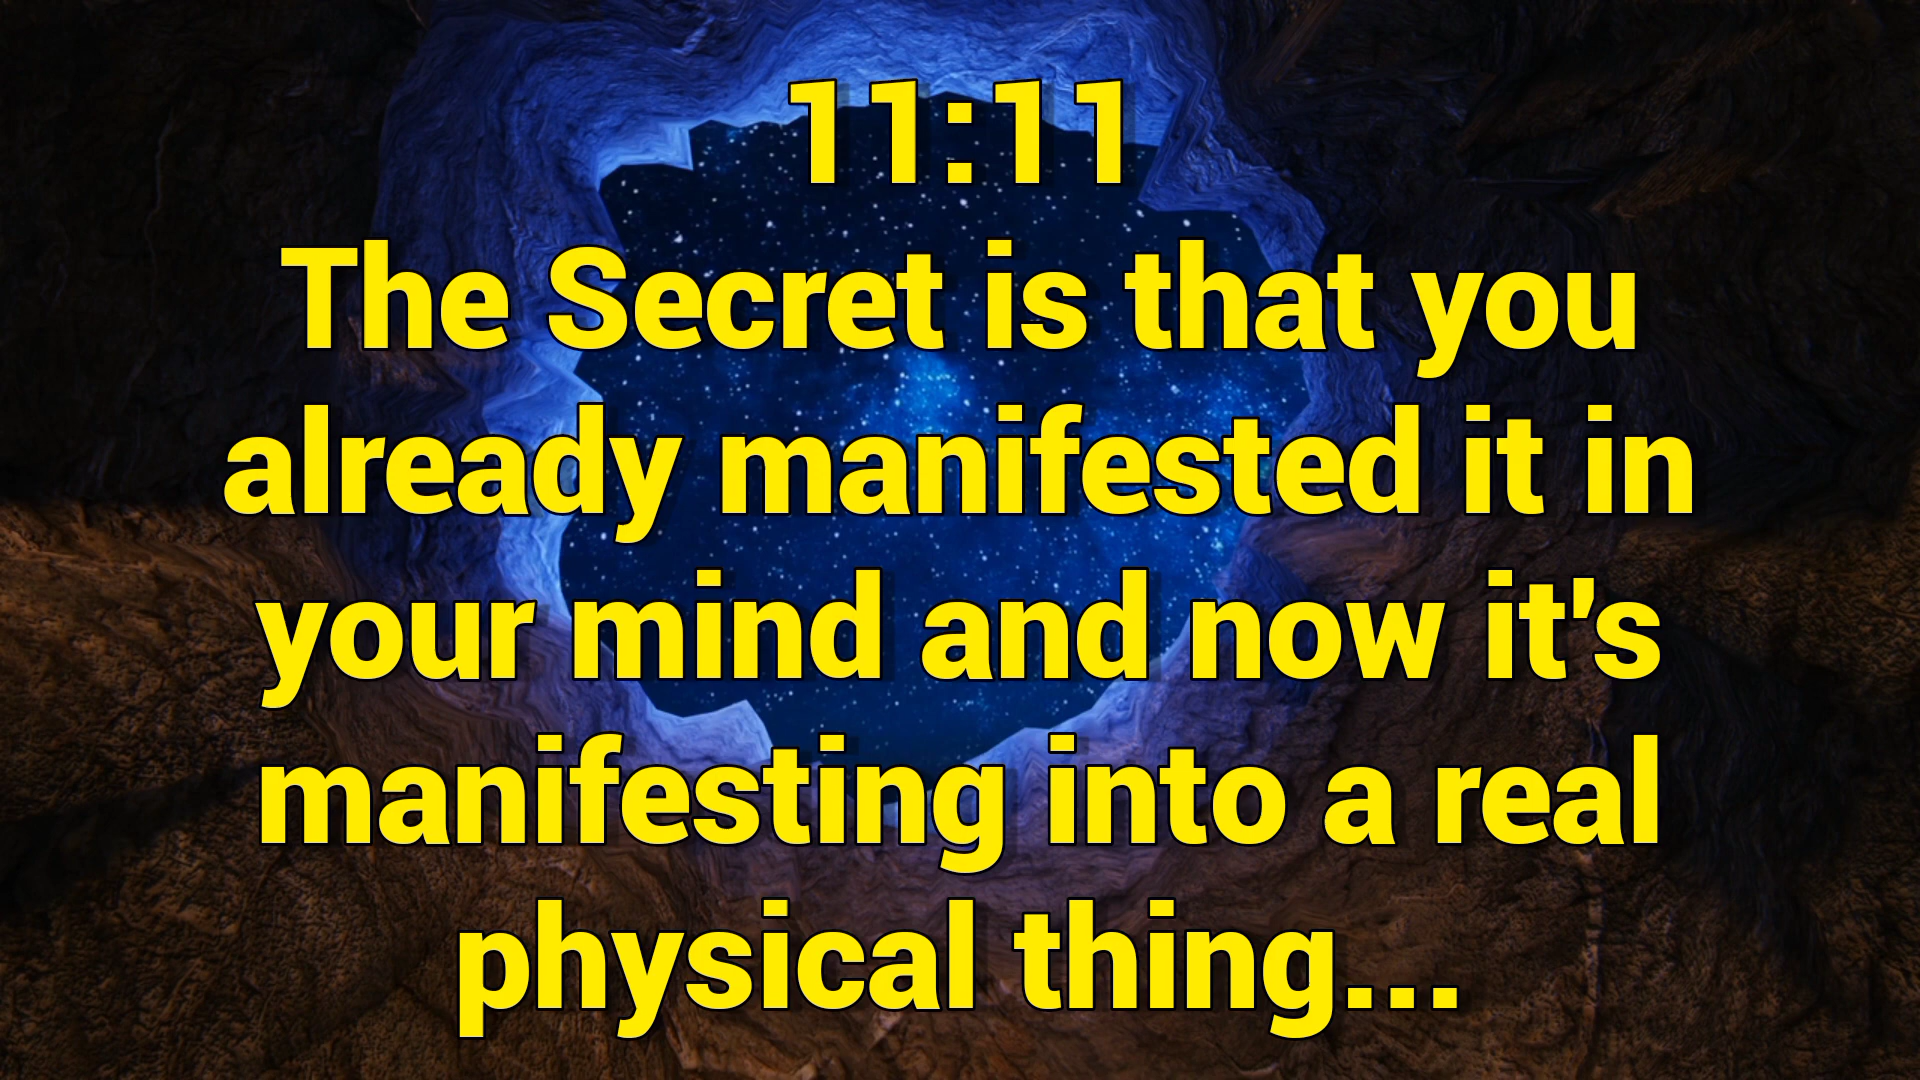 11:11
The Secret is that you
already manifested it in
your mind and now it's
manifesting into a real
physical thing...